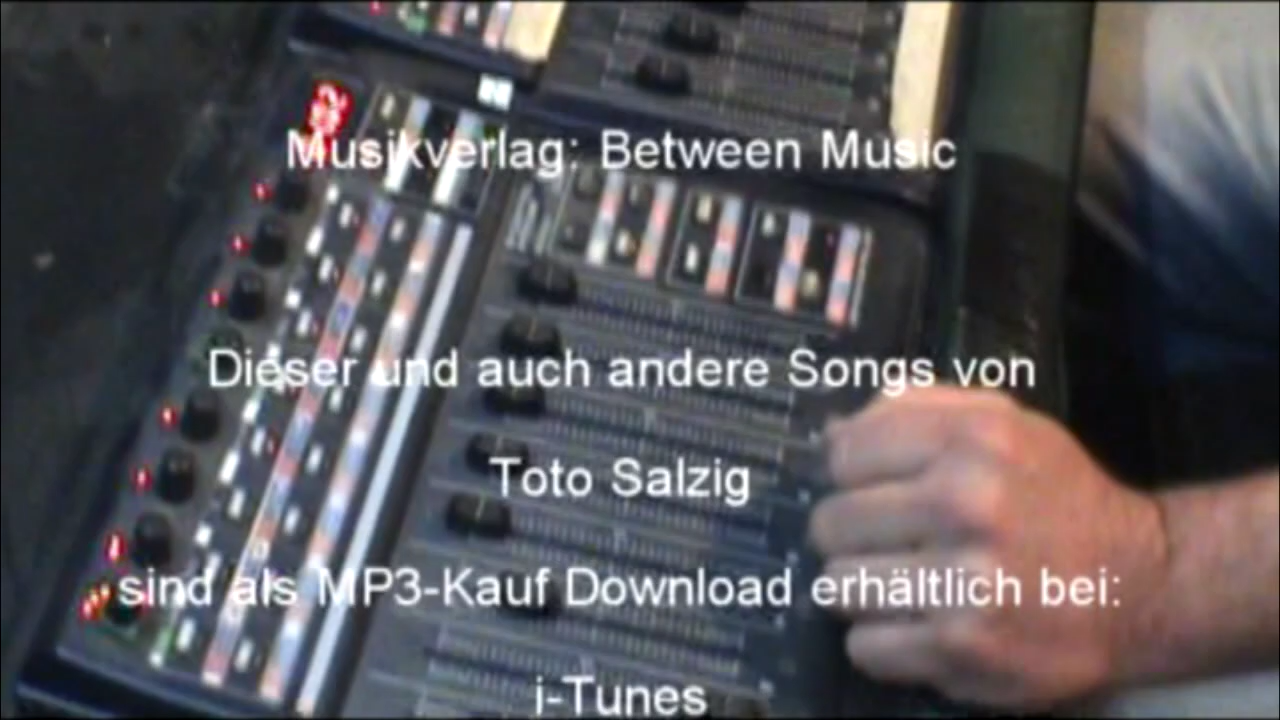 Musikverlag: Between Music
Dieser und auch andere Songs von
Toto Salzig
sind als MP3-Kauf Download erhältlich bei:
i-Tunes